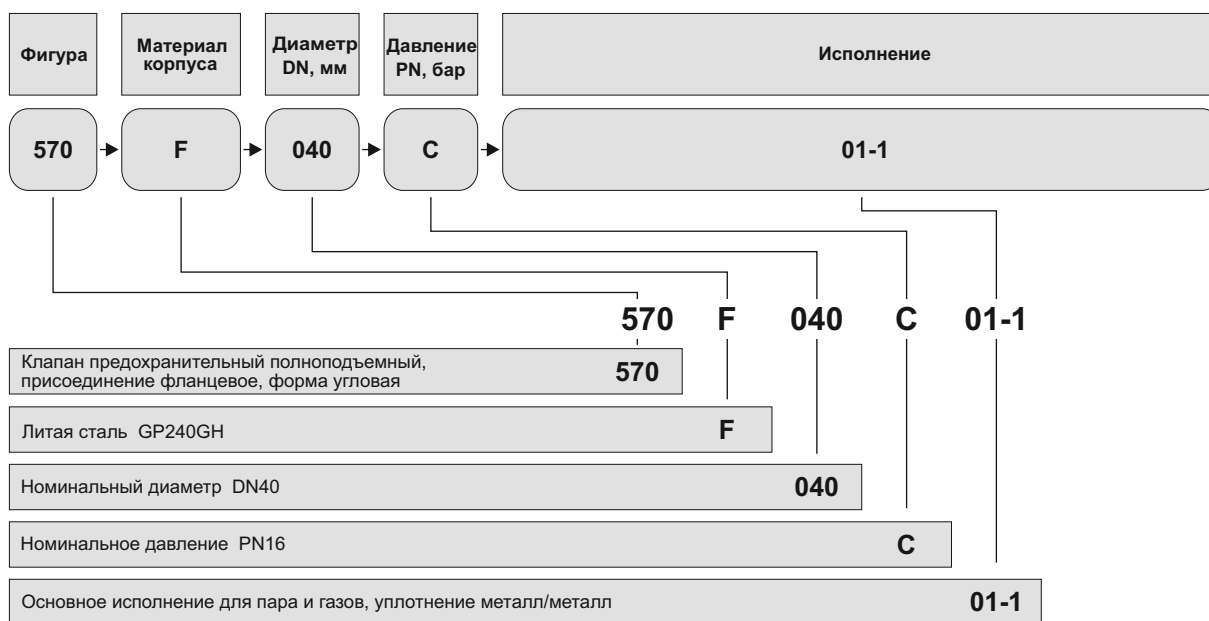 Фигура
Материал
корпуса
Диаметр
DN, мм
Давление
PN, бар
Исполнение
570
F
040
C
01-1
570 F 040 C 01-1
Клапан предохранительный полноподъемный,
присоединение фланцевое, форма угловая
570
Литая сталь GP240GH
F
Номинальный диаметр DN40
040
Номинальное давление PN16
C
Основное исполнение для пара и газов, уплотнение металл/металл
01-1